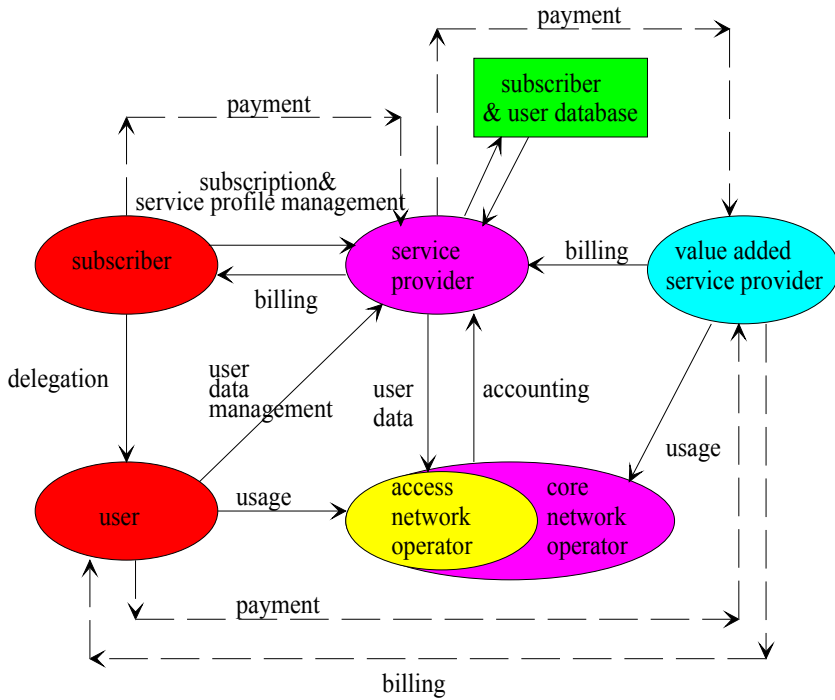 payment
subscriber
& user database
payment
subscription&
service profile management
subscriber
service
provider
billing
value added
service provider
billing
delegation
user
data
management
user
data
accounting
usage
user
usage
access
network
operator
core
network
operator
payment
billing